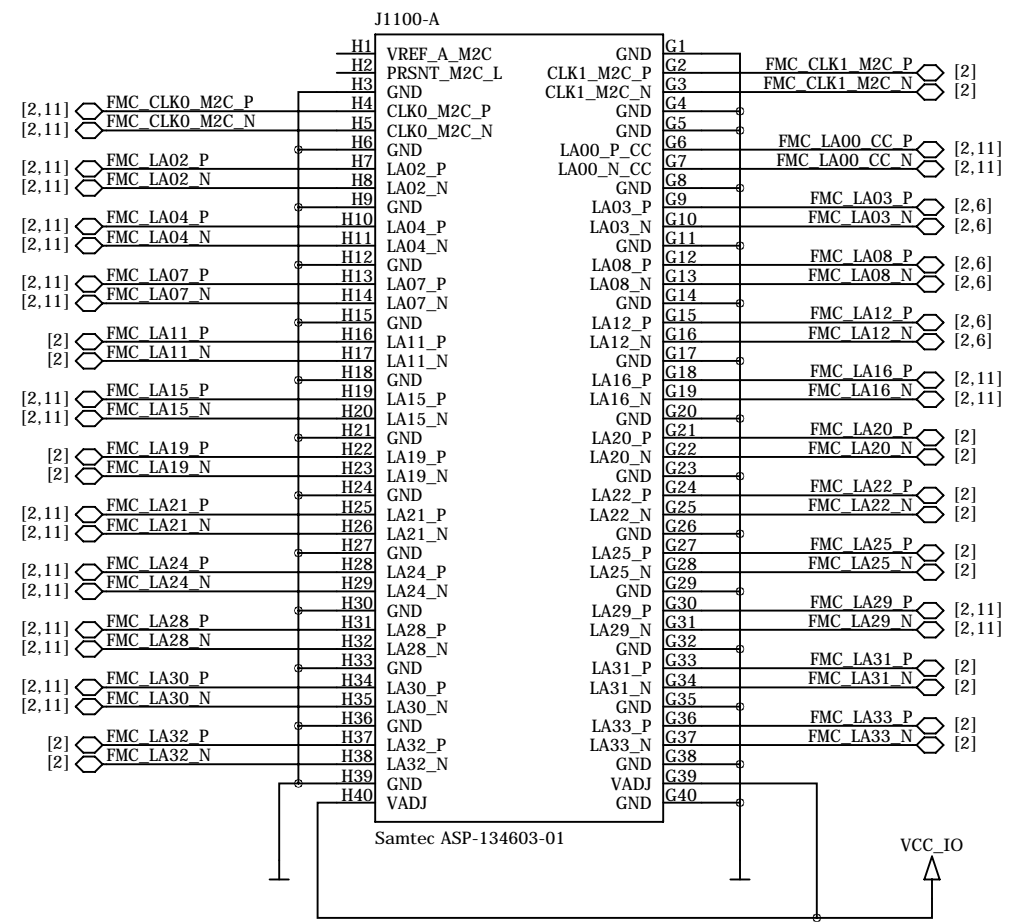 J1100-A
H1 VREF_A_M2C GND G1
H2 PRSNT_M2C_L CLK1_M2C_P G2 FMC_CLK1_M2C_P [2]
H3 GND CLK1_M2C_N G3 FMC_CLK1_M2C_N [2]
[2,11] FMC_CLK0_M2C_P H4 CLK0_M2C_P GND G4
[2,11] FMC_CLK0_M2C_N H5 CLK0_M2C_N GND G5
H6 GND LA00_P_CC G6 FMC_LA00_CC_P [2,11]
[2,11] FMC_LA02_P H7 LA02_P LA00_N_CC G7 FMC_LA00_CC_N [2,11]
[2,11] FMC_LA02_N H8 LA02_N GND G8
H9 GND LA03_P G9 FMC_LA03_P [2,6]
[2,11] FMC_LA04_P H10 LA04_P LA03_N G10 FMC_LA03_N [2,6]
[2,11] FMC_LA04_N H11 LA04_N GND G11
H12 GND LA08_P G12 FMC_LA08_P [2,6]
[2,11] FMC_LA07_P H13 LA07_P LA08_N G13 FMC_LA08_N [2,6]
[2,11] FMC_LA07_N H14 LA07_N GND G14
H15 GND LA12_P G15 FMC_LA12_P [2,6]
[2] FMC_LA11_P H16 LA11_P LA12_N G16 FMC_LA12_N [2,6]
[2] FMC_LA11_N H17 LA11_N GND G17
H18 GND LA16_P G18 FMC_LA16_P [2,11]
[2,11] FMC_LA15_P H19 LA15_P LA16_N G19 FMC_LA16_N [2,11]
[2,11] FMC_LA15_N H20 LA15_N GND G20
H21 GND LA20_P G21 FMC_LA20_P [2]
[2] FMC_LA19_P H22 LA19_P LA20_N G22 FMC_LA20_N [2]
[2] FMC_LA19_N H23 LA19_N GND G23
H24 GND LA22_P G24 FMC_LA22_P [2]
[2,11] FMC_LA21_P H25 LA21_P LA22_N G25 FMC_LA22_N [2]
[2,11] FMC_LA21_N H26 LA21_N GND G26
H27 GND LA25_P G27 FMC_LA25_P [2]
[2,11] FMC_LA24_P H28 LA24_P LA25_N G28 FMC_LA25_N [2]
[2,11] FMC_LA24_N H29 LA24_N GND G29
H30 GND LA29_P G30 FMC_LA29_P [2,11]
[2,11] FMC_LA28_P H31 LA28_P LA29_N G31 FMC_LA29_N [2,11]
[2,11] FMC_LA28_N H32 LA28_N GND G32
H33 GND LA31_P G33 FMC_LA31_P [2]
[2,11] FMC_LA30_P H34 LA30_P LA31_N G34 FMC_LA31_N [2]
[2,11] FMC_LA30_N H35 LA30_N GND G35
H36 GND LA33_P G36 FMC_LA33_P [2]
[2] FMC_LA32_P H37 LA32_P LA33_N G37 FMC_LA33_N [2]
[2] FMC_LA32_N H38 LA32_N GND G38
H39 GND VADJ G39
H40 VADJ GND G40
Samtec ASP-134603-01
VCC_IO